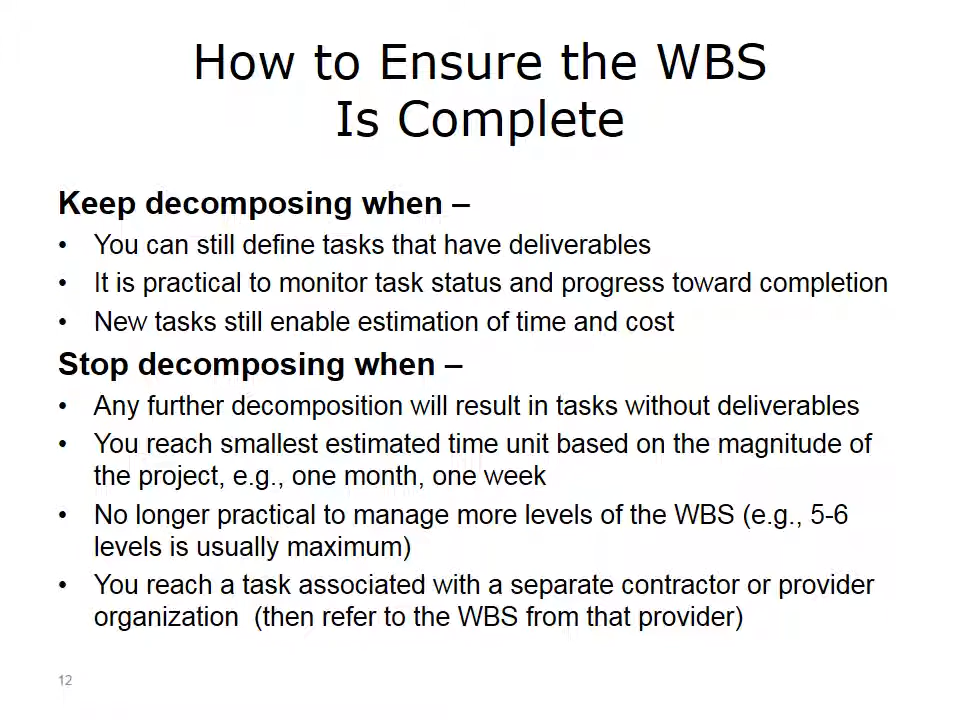 How to Ensure the WBS
Is Complete
Keep decomposing when –
• You can still define tasks that have deliverables
• It is practical to monitor task status and progress toward completion
• New tasks still enable estimation of time and cost
Stop decomposing when –
• Any further decomposition will result in tasks without deliverables
• You reach smallest estimated time unit based on the magnitude of
the project, e.g., one month, one week
• No longer practical to manage more levels of the WBS (e.g., 5-6
levels is usually maximum)
• You reach a task associated with a separate contractor or provider
organization  (then refer to the WBS from that provider)
12